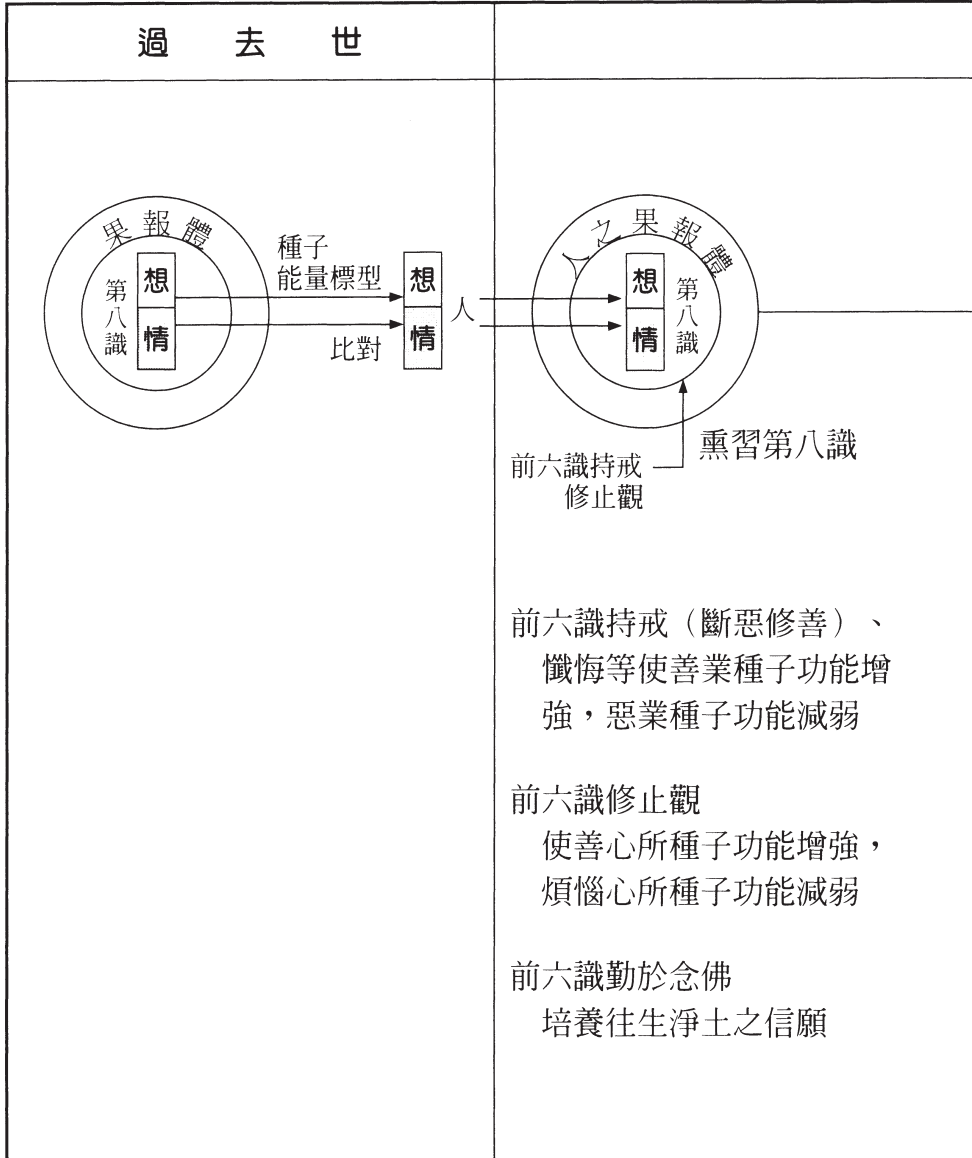 過去世
果報體
第八識
想
情
種子
能量標型
比對
想
情
人
人之果報體
想
情
第八識
熏習第八識
前六識持戒
修止觀
前六識持戒（斷惡修善）、
懺悔等使善業種子功能增
強，惡業種子功能減弱
前六識修止觀
使善心所種子功能增強，
煩惱心所種子功能減弱
前六識勤於念佛
培養往生淨土之信願